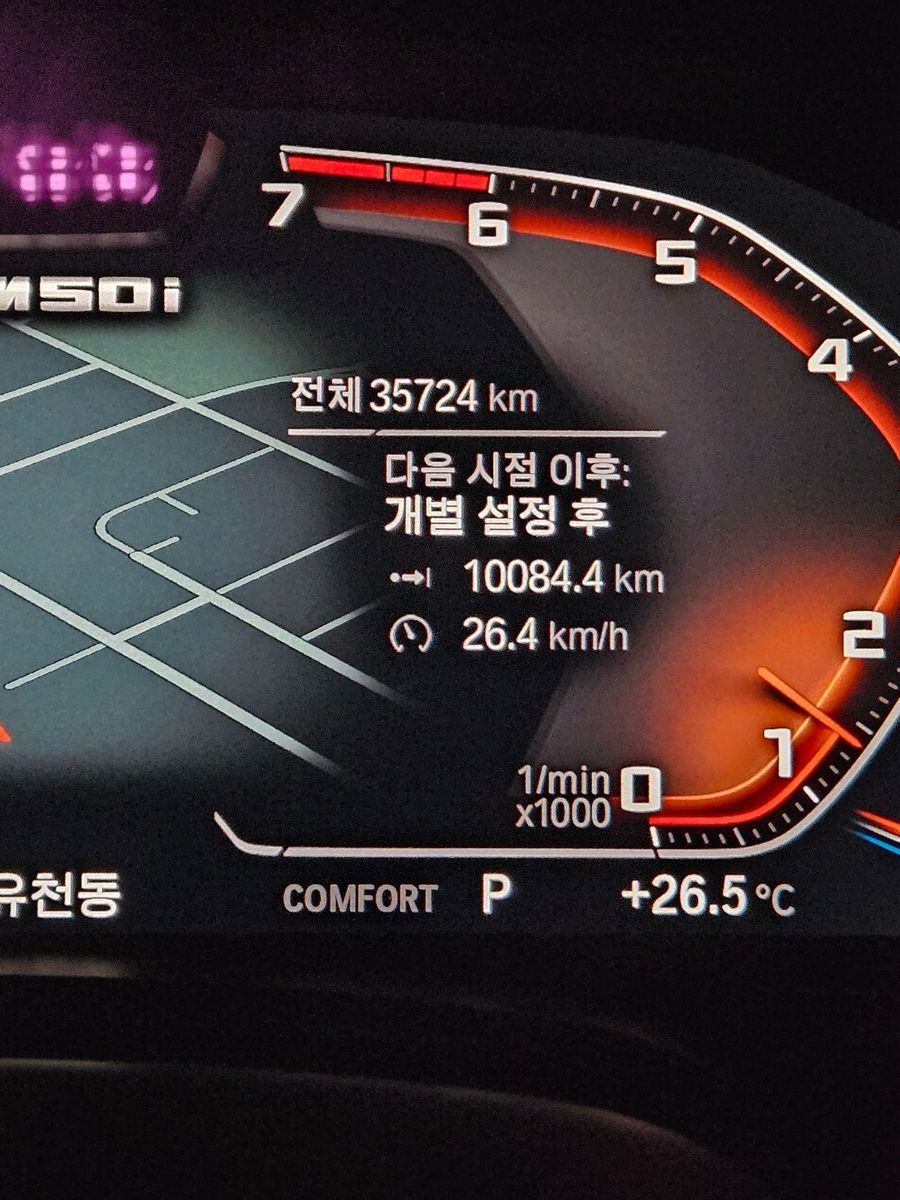 7
6
5
M50i
4
전체 35724 km
다음 시점 이후:
개별 설정 후
10084.4 km
26.4 km/h
2
1
1/min
x1000
0
유천동
COMFORT P +26.5 °C